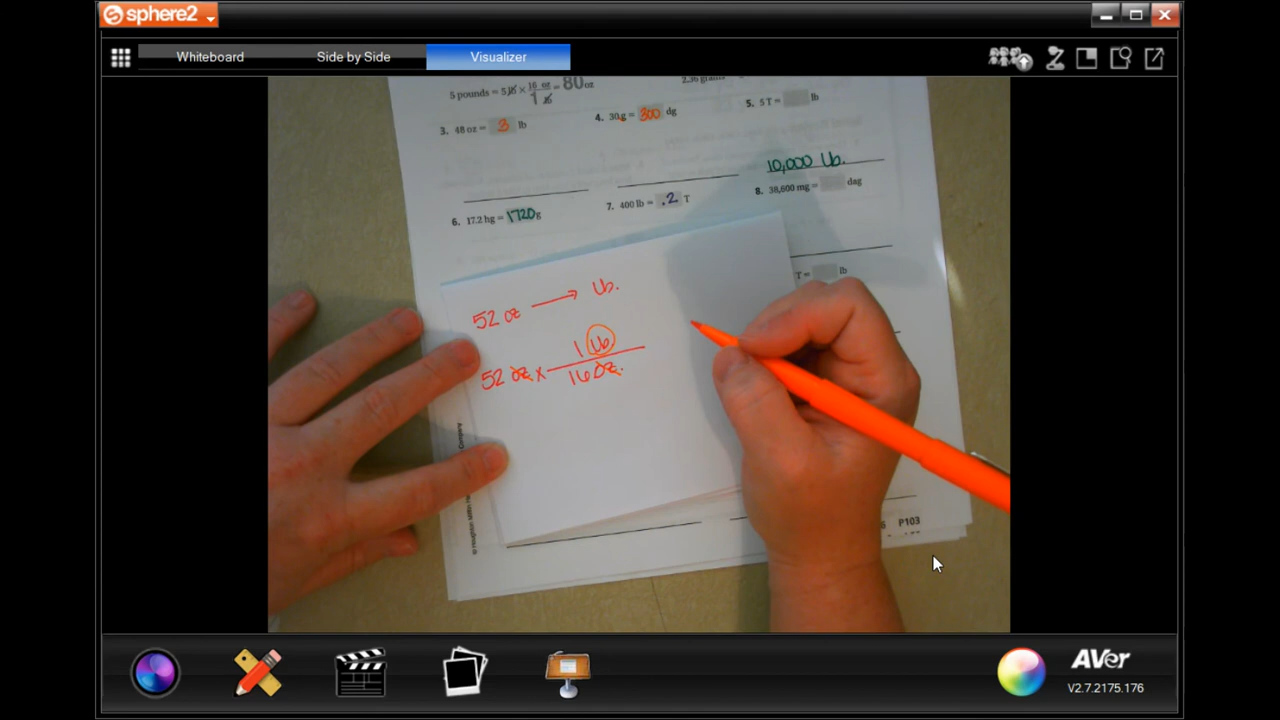 sphere2
Whiteboard Side by Side Visualizer
5 pounds = 5 lb × 16 oz / 1 lb = 80 oz
3. 48 oz = 3 lb
4. 30 g = 300 dg
5. 5 T = lb
10,000 Lb.
6. 17.2 hg = 1720 g
7. 400 lb = .2 T
8. 38,600 mg = dag
T = lb
52 oz → Lb.
52 oz x 1 Lb / 16 oz.
P103
AVer
V2.7.2175.176